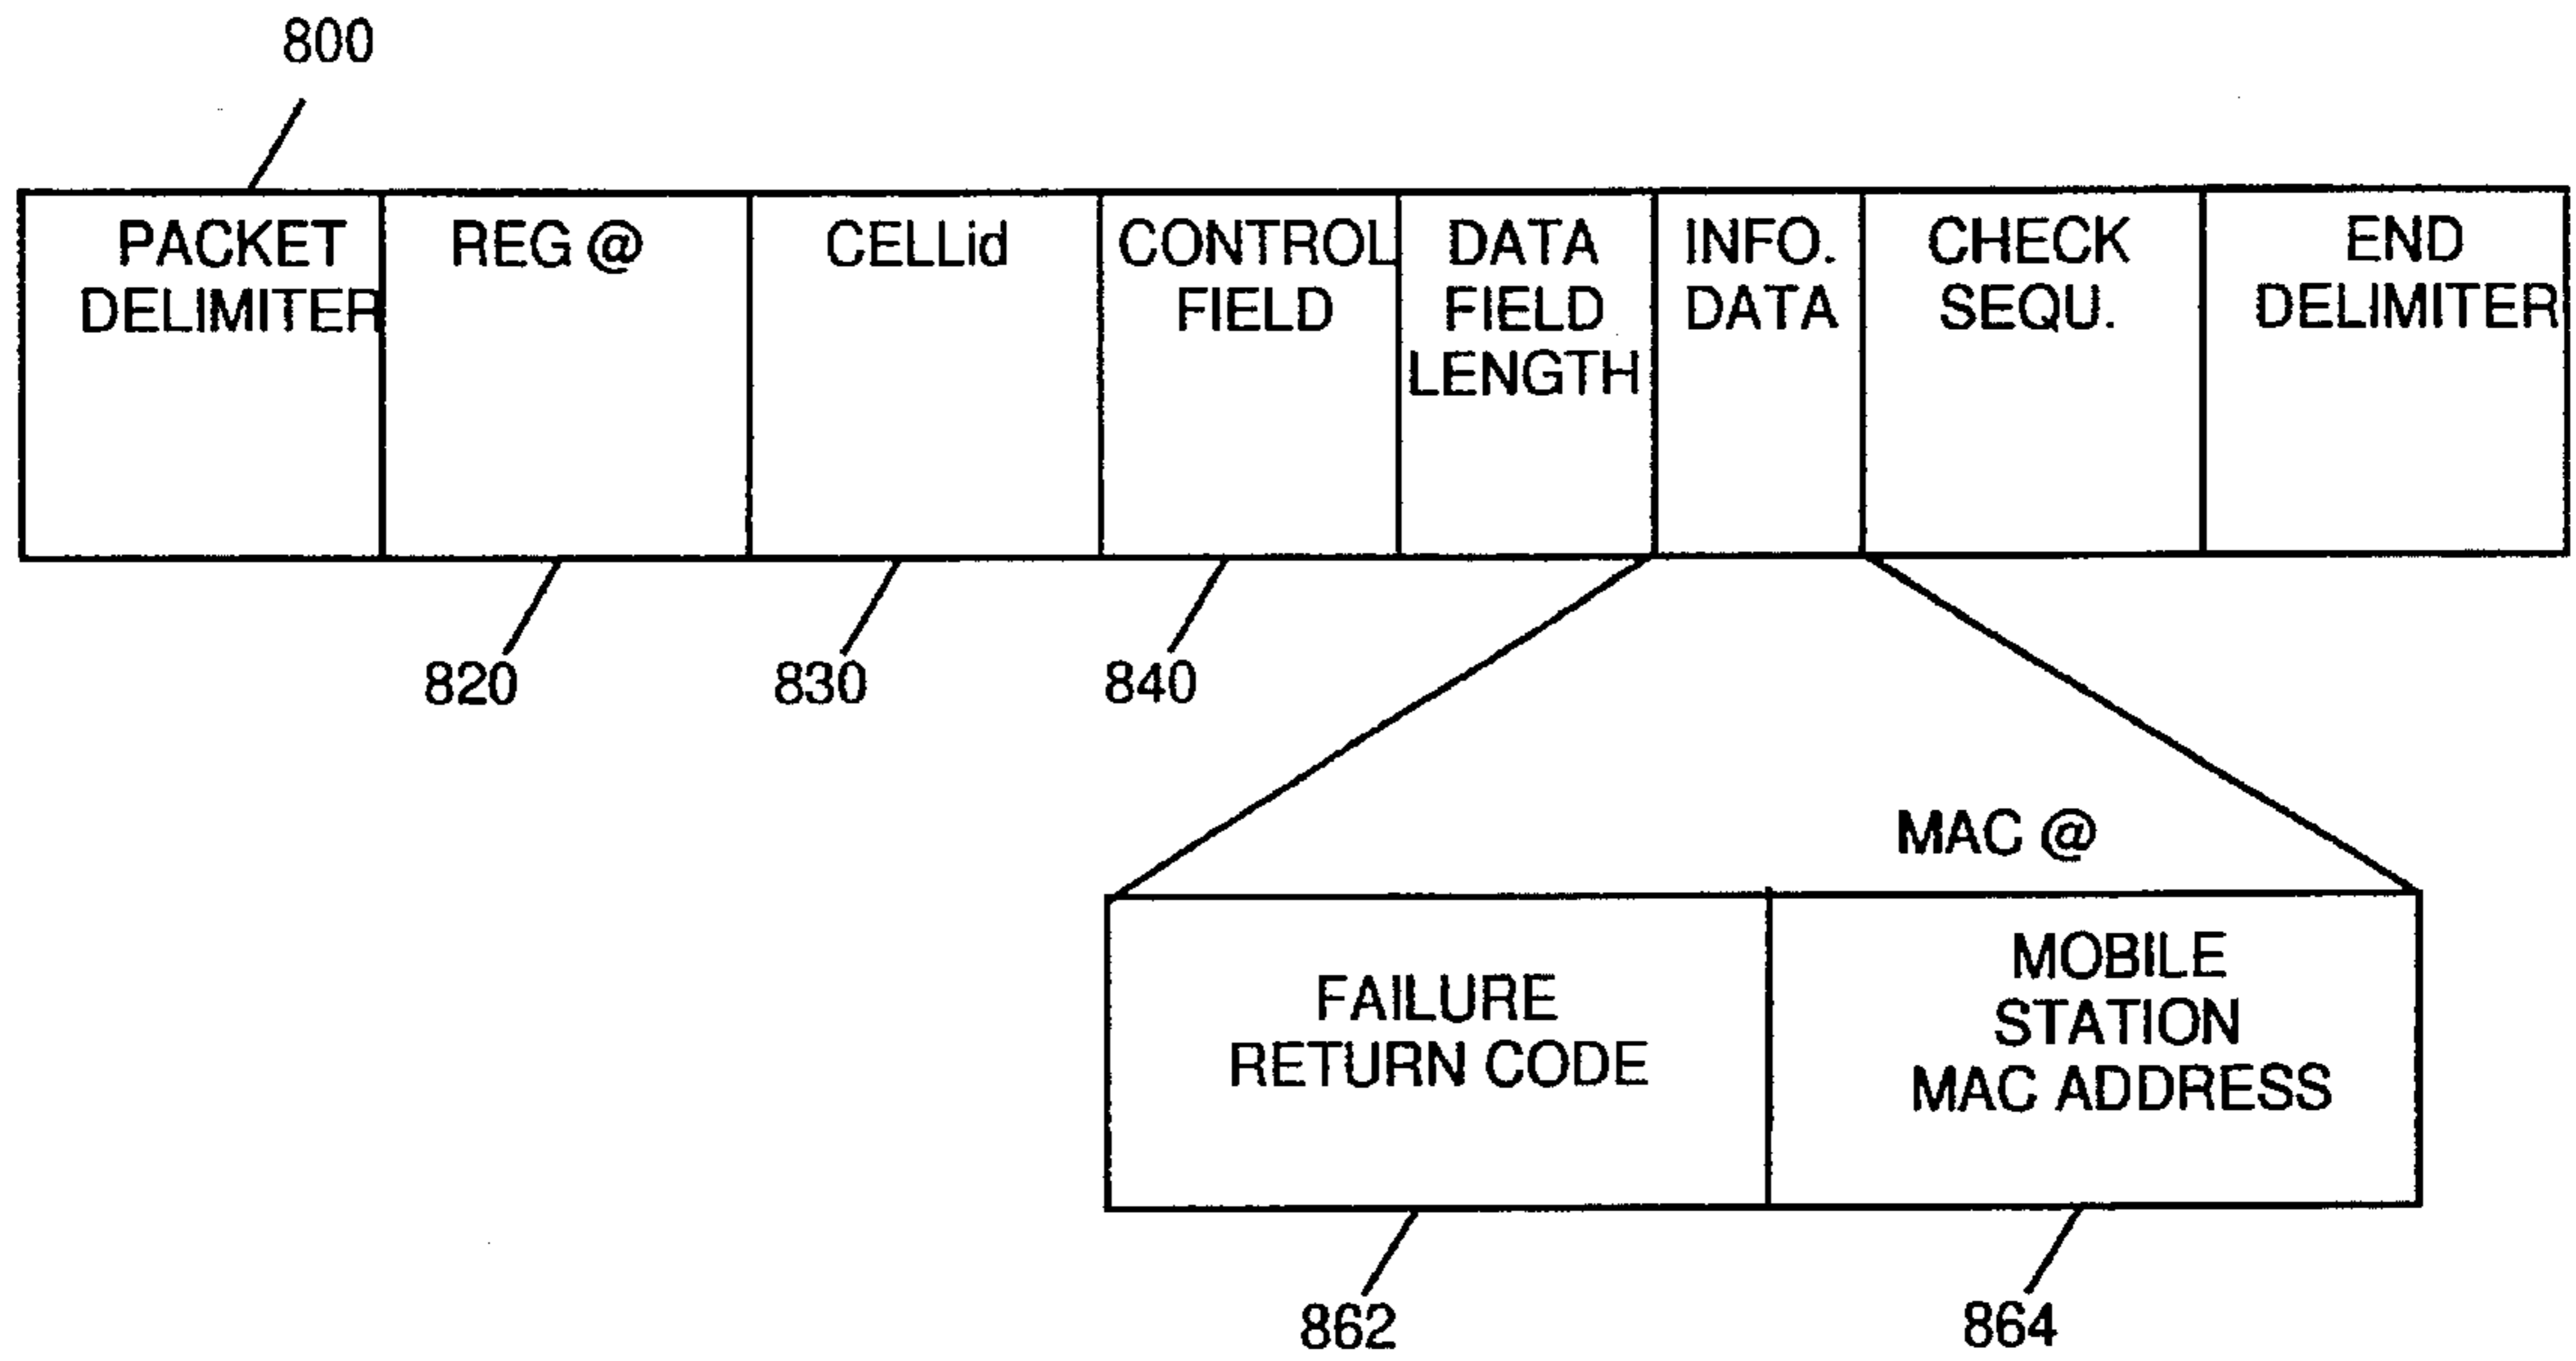 800
PACKET
DELIMITER
REG @
CELLid
CONTROL
FIELD
DATA
FIELD
LENGTH
INFO.
DATA
CHECK
SEQU.
END
DELIMITER
820
830
840
MAC @
FAILURE
RETURN CODE
MOBILE
STATION
MAC ADDRESS
862
864